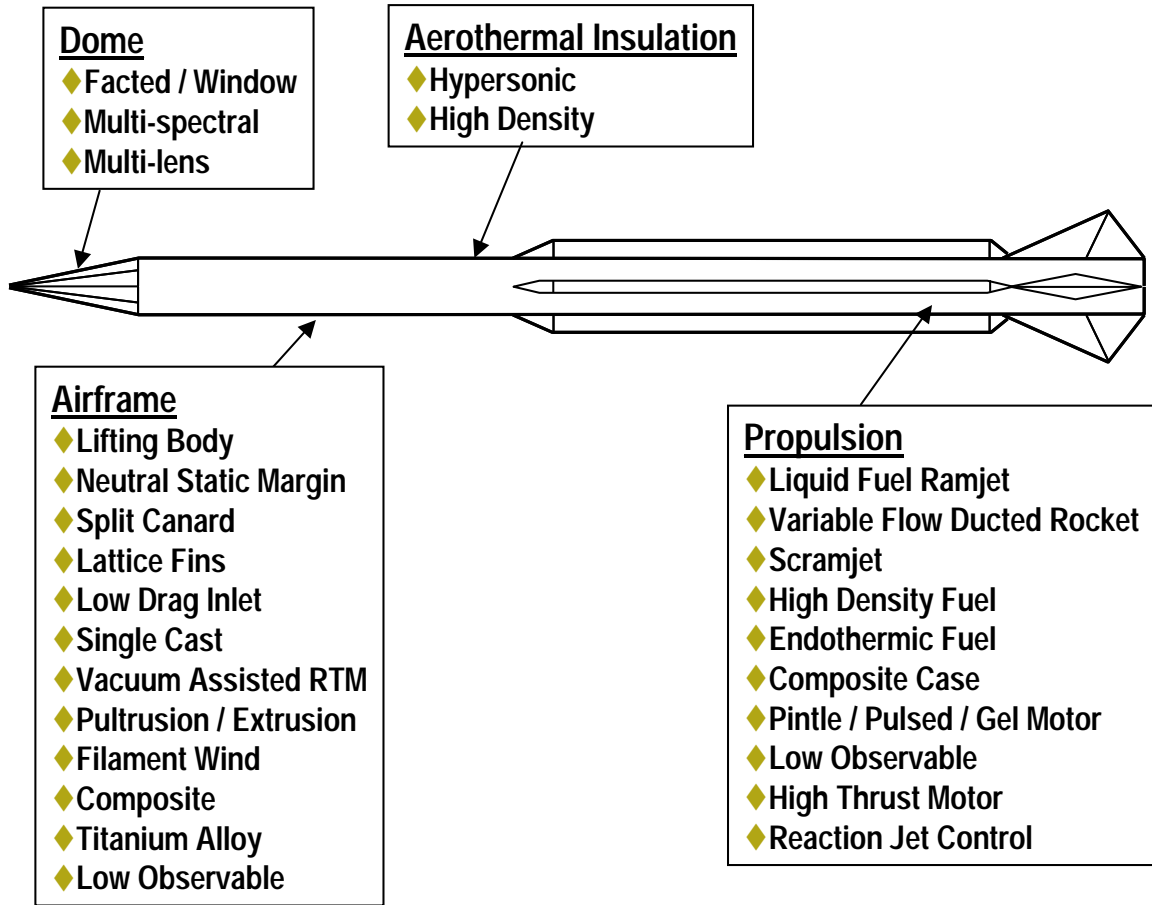 Dome
♦Facted / Window
♦Multi-spectral
♦Multi-lens
Aerothermal Insulation
♦Hypersonic
♦High Density
Airframe
♦Lifting Body
♦Neutral Static Margin
♦Split Canard
♦Lattice Fins
♦Low Drag Inlet
♦Single Cast
♦Vacuum Assisted RTM
♦Pultrusion / Extrusion
♦Filament Wind
♦Composite
♦Titanium Alloy
♦Low Observable
Propulsion
♦Liquid Fuel Ramjet
♦Variable Flow Ducted Rocket
♦Scramjet
♦High Density Fuel
♦Endothermic Fuel
♦Composite Case
♦Pintle / Pulsed / Gel Motor
♦Low Observable
♦High Thrust Motor
♦Reaction Jet Control